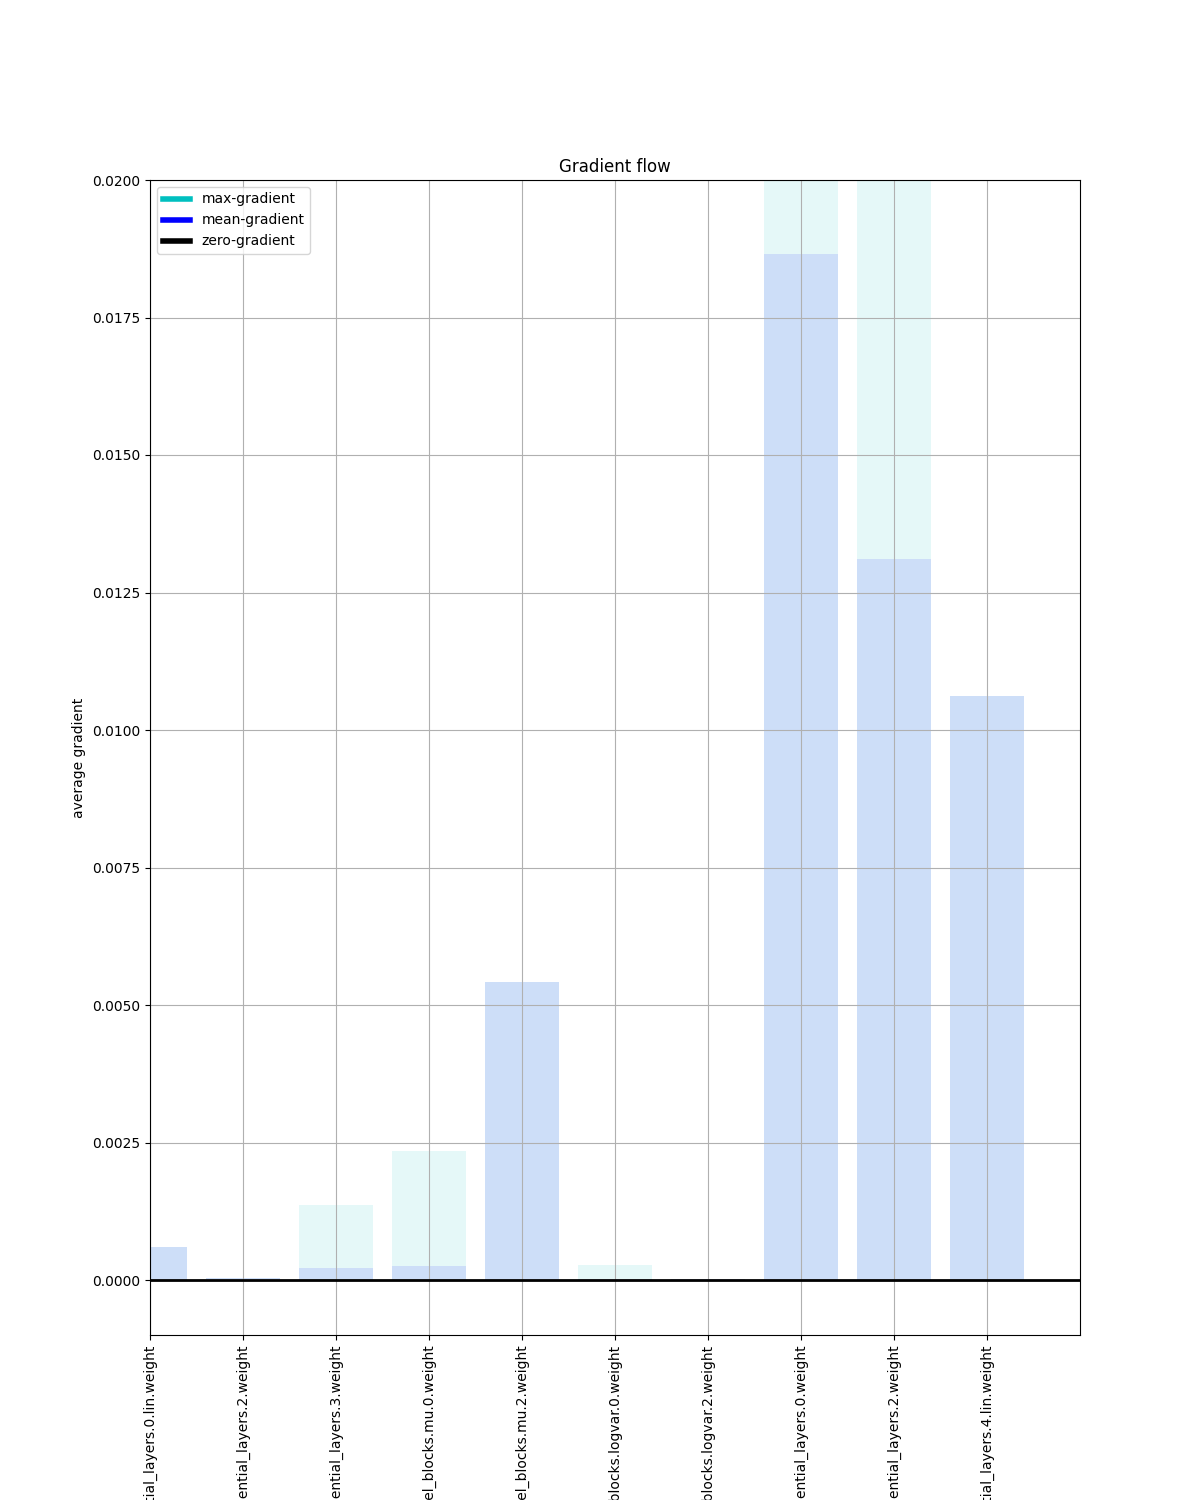 Gradient flow
max-gradient
mean-gradient
zero-gradient
0.0200
0.0175
0.0150
0.0125
0.0100
0.0075
0.0050
0.0025
0.0000
average gradient
tial_layers.0.lin.weight
ential_layers.2.weight
ential_layers.3.weight
el_blocks.mu.0.weight
el_blocks.mu.2.weight
blocks.logvar.0.weight
blocks.logvar.2.weight
ential_layers.0.weight
ential_layers.2.weight
tial_layers.4.lin.weight